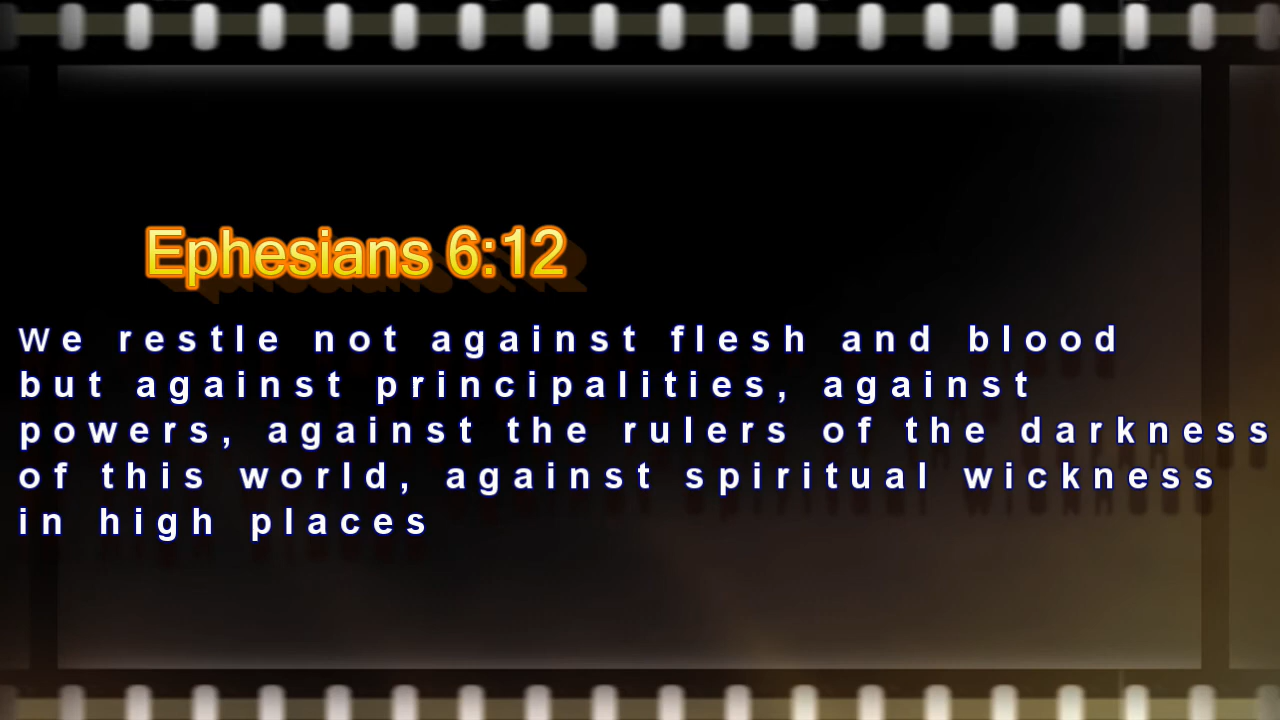 Ephesians 6:12
we restle not against flesh and blood
but against principalities, against
powers, against the rulers of the darkness
of this world, against spiritual wickness
in high places